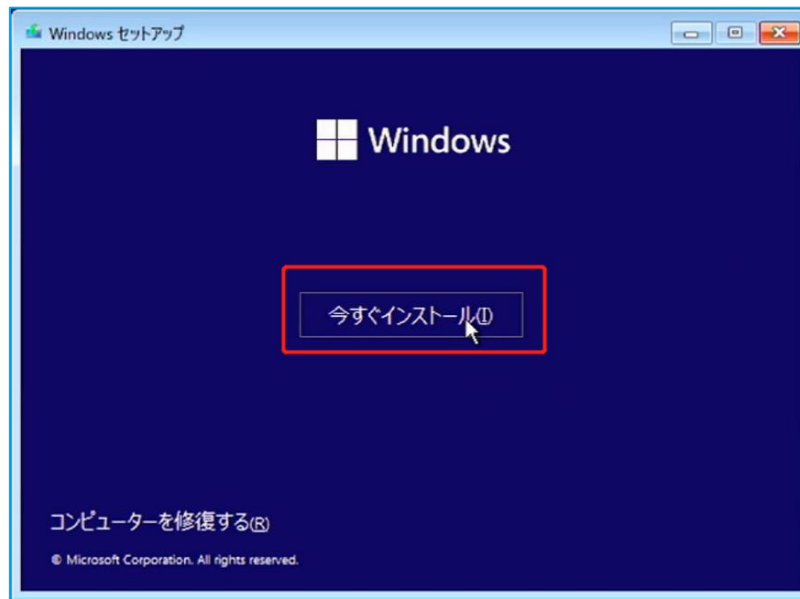 Windows セットアップ
Windows
今すぐインストール(I)
コンピューターを修復する(R)
© Microsoft Corporation. All rights reserved.